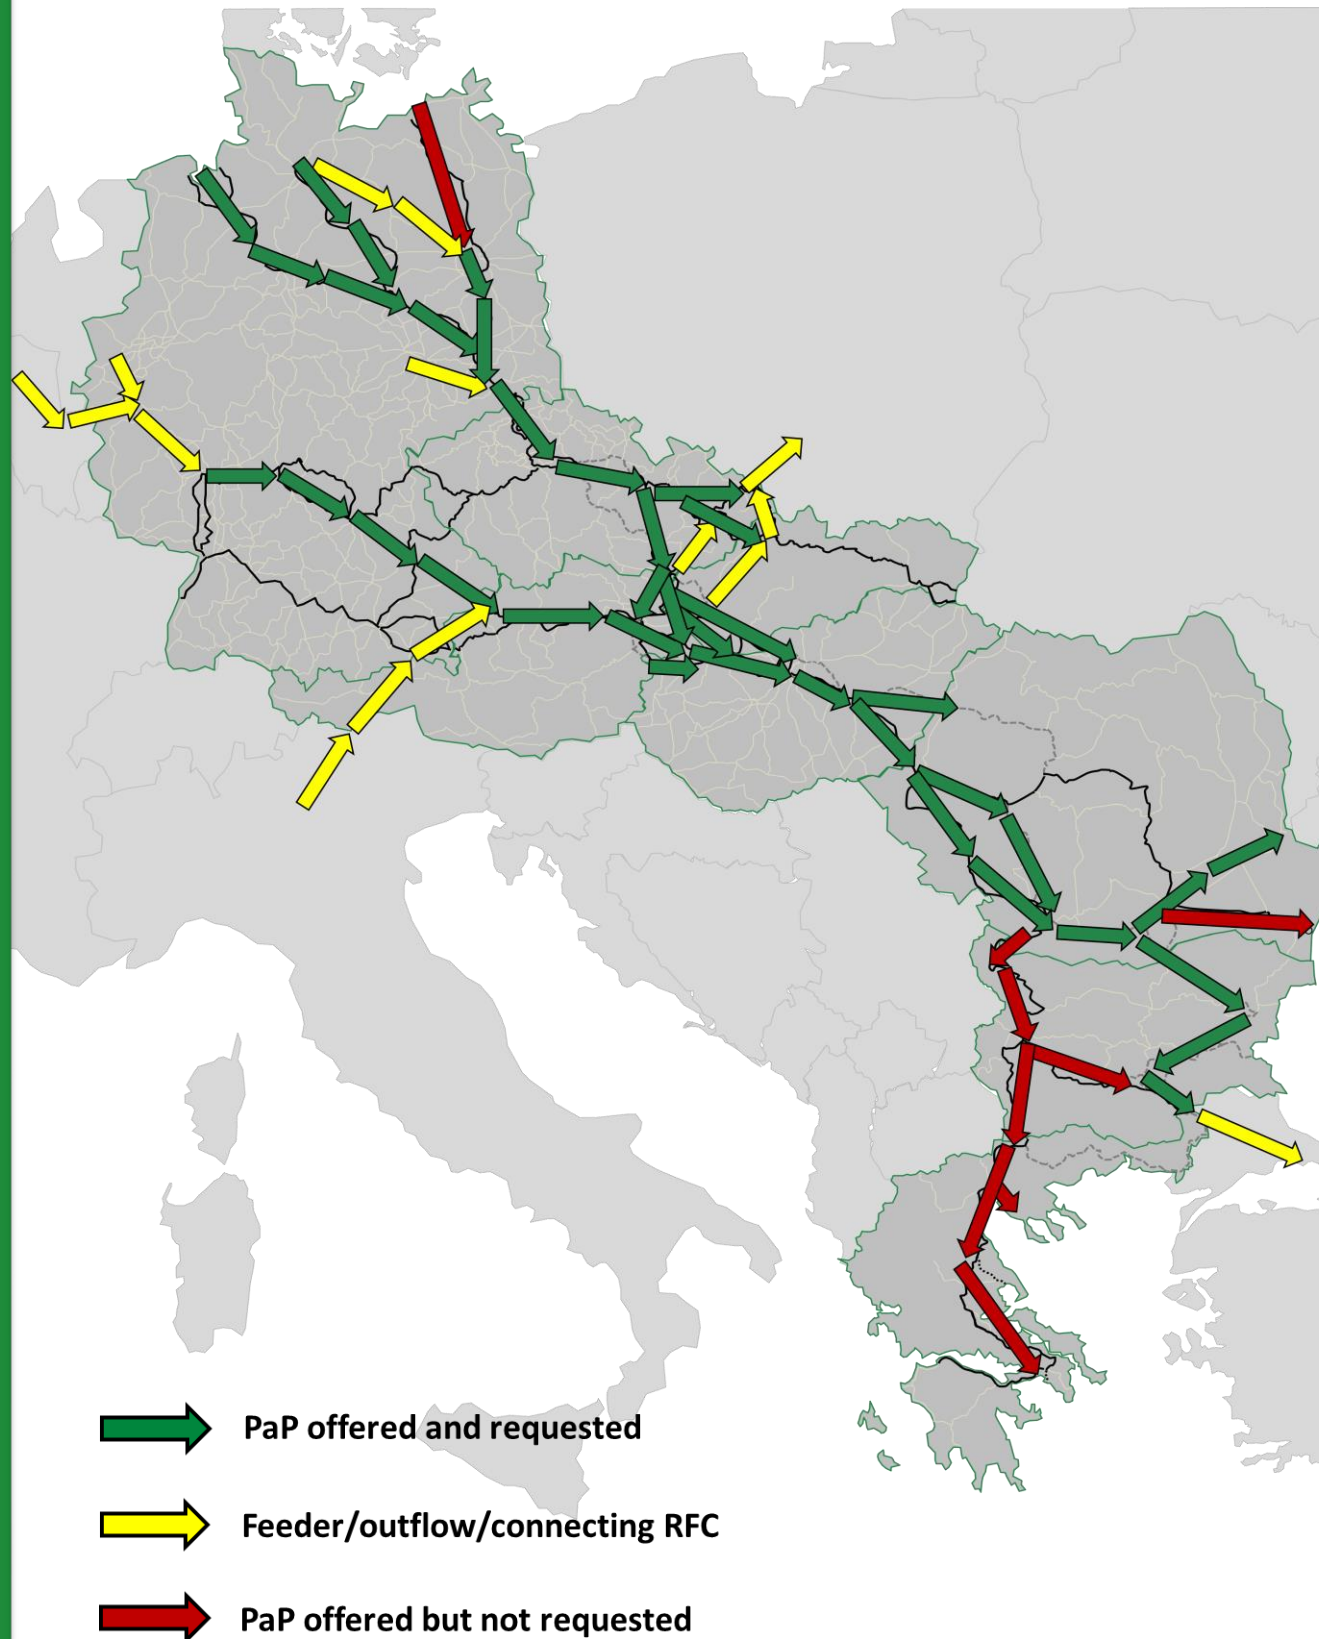 PaP offered and requested
Feeder/outflow/connecting RFC
PaP offered but not requested